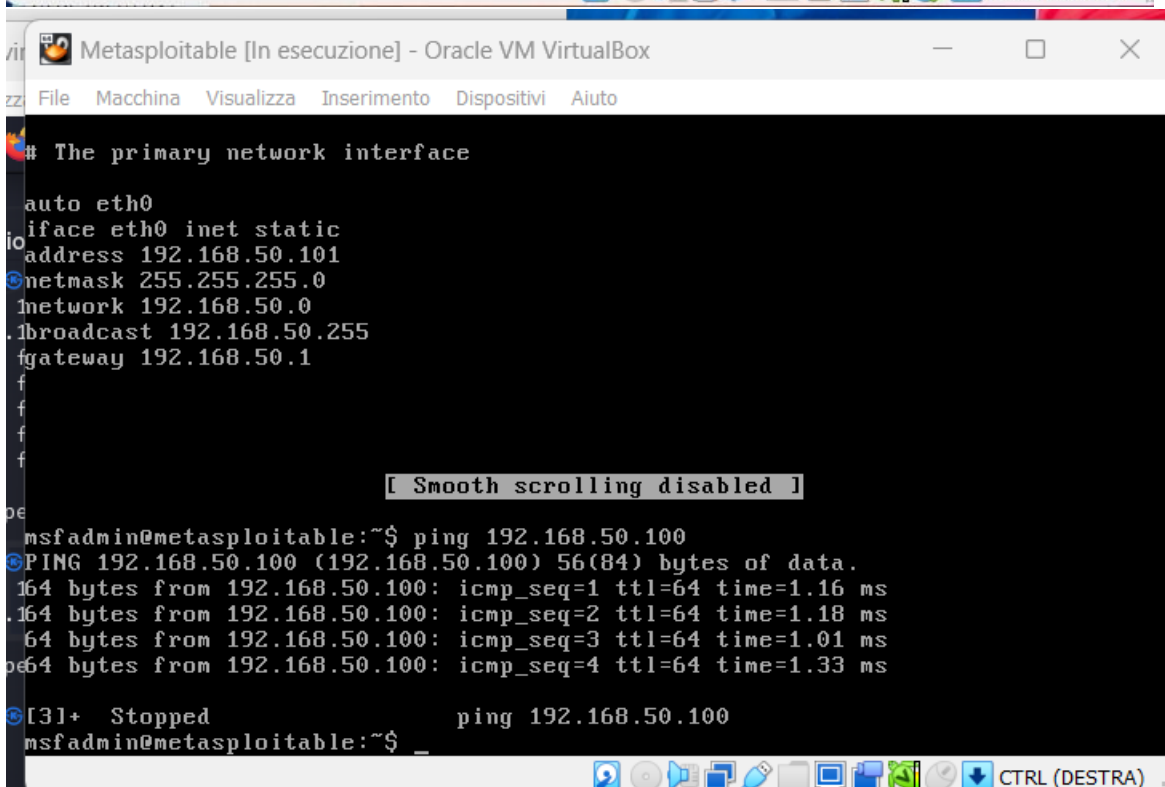 Metasploitable [In esecuzione] - Oracle VM VirtualBox
File Macchina Visualizza Inserimento Dispositivi Aiuto
# The primary network interface
auto eth0
iface eth0 inet static
address 192.168.50.101
netmask 255.255.255.0
network 192.168.50.0
broadcast 192.168.50.255
gateway 192.168.50.1
[ Smooth scrolling disabled ]
msfadmin@metasploitable:~$ ping 192.168.50.100
PING 192.168.50.100 (192.168.50.100) 56(84) bytes of data.
64 bytes from 192.168.50.100: icmp_seq=1 ttl=64 time=1.16 ms
64 bytes from 192.168.50.100: icmp_seq=2 ttl=64 time=1.18 ms
64 bytes from 192.168.50.100: icmp_seq=3 ttl=64 time=1.01 ms
64 bytes from 192.168.50.100: icmp_seq=4 ttl=64 time=1.33 ms
[3]+  Stopped                 ping 192.168.50.100
msfadmin@metasploitable:~$ _
CTRL (DESTRA)